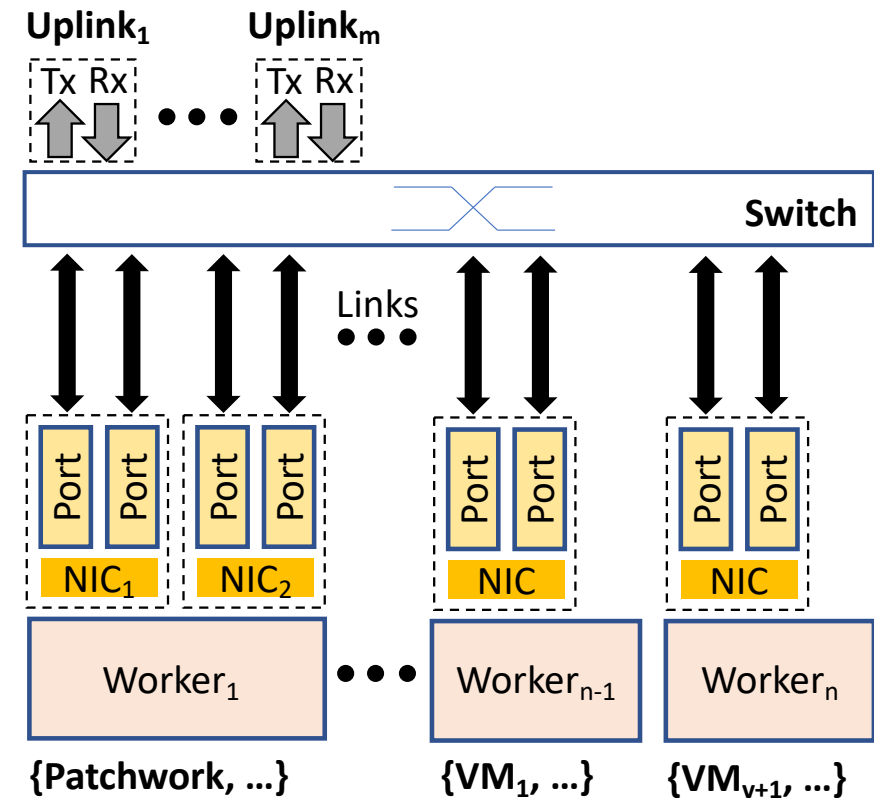 Uplink₁ Uplinkₘ
Tx Rx Tx Rx
Switch
Links
Port Port Port Port Port Port Port Port
NIC₁ NIC₂ NIC NIC
Worker₁ Workerₙ₋₁ Workerₙ
{Patchwork, ...} {VM₁, ...} {VMᵥ₊₁, ...}